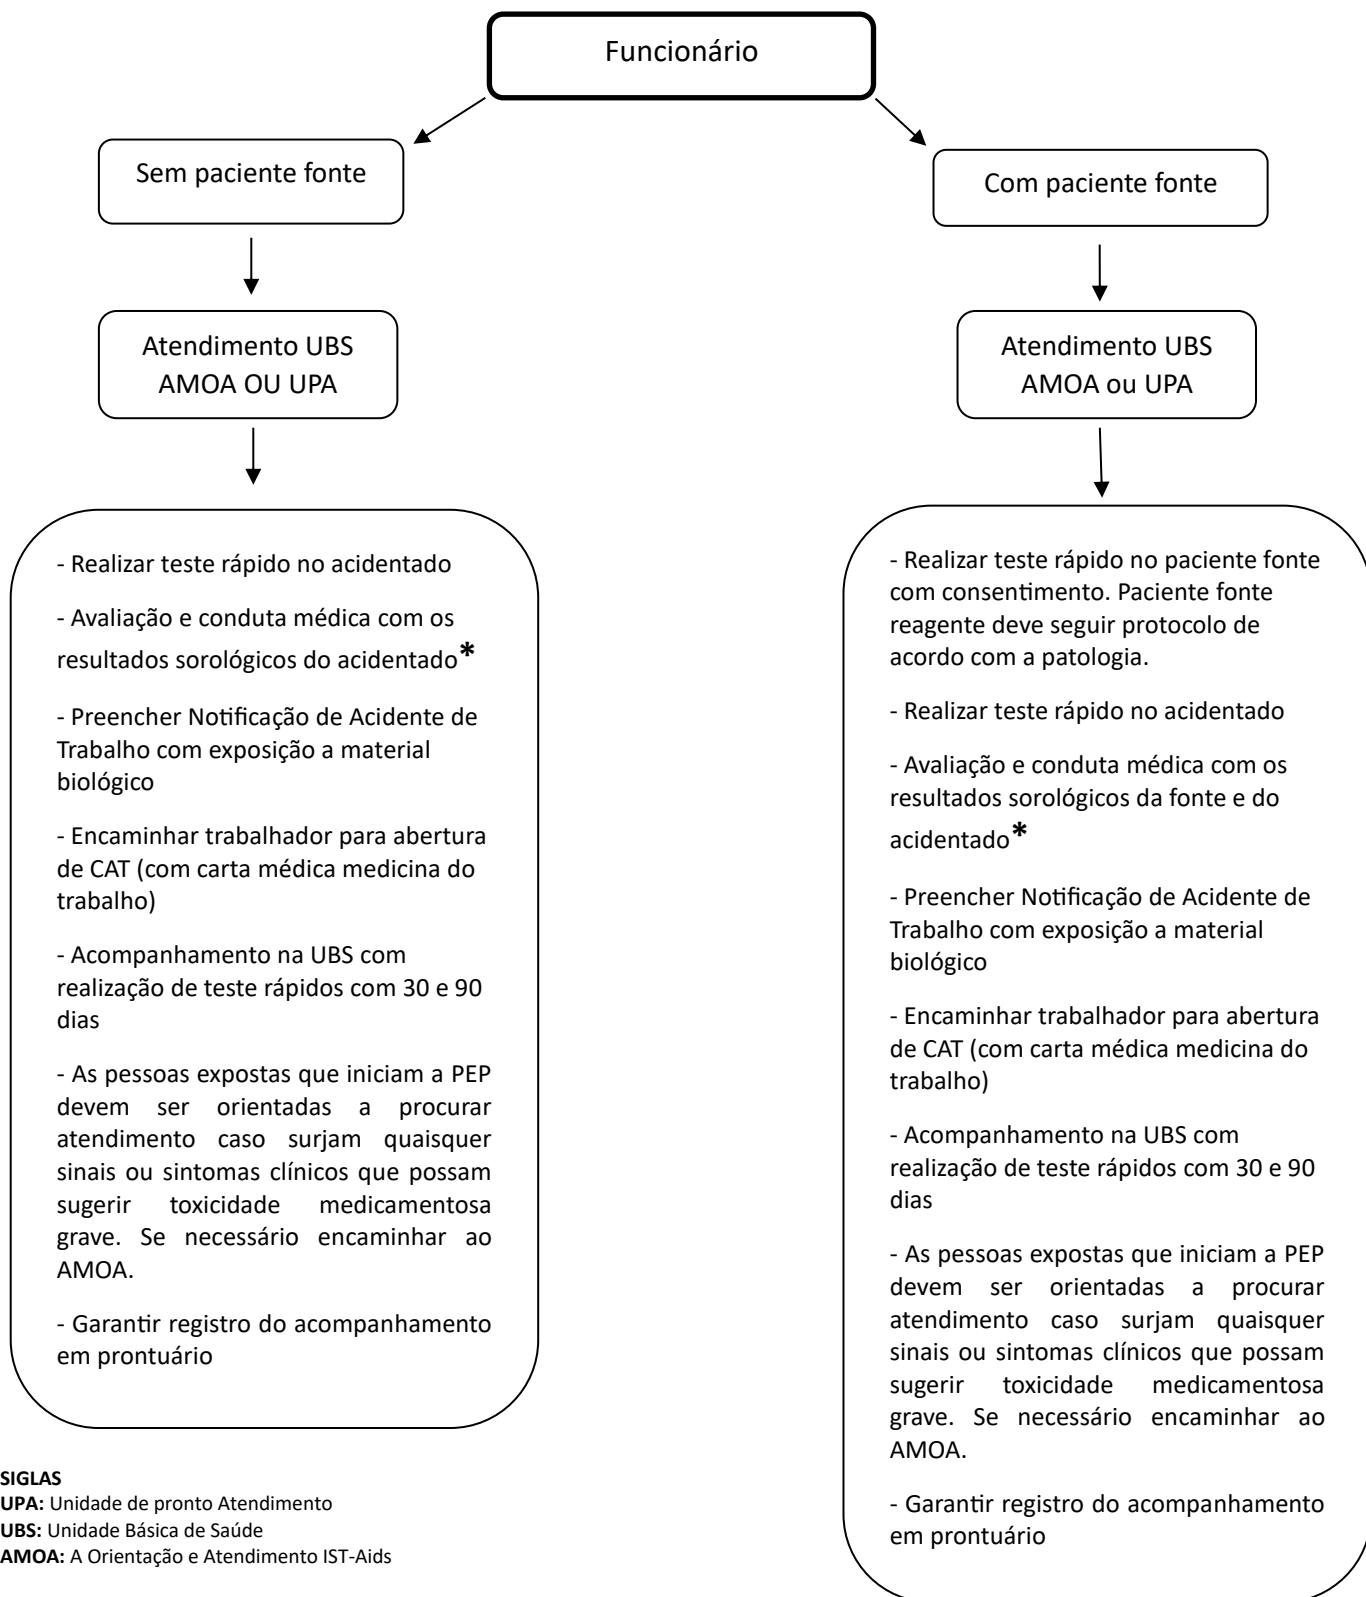 Funcionário
Sem paciente fonte
Com paciente fonte
Atendimento UBS
AMOA OU UPA
Atendimento UBS
AMOA ou UPA
- Realizar teste rápido no acidentado
- Avaliação e conduta médica com os
resultados sorológicos do acidentado*
- Preencher Notificação de Acidente de
Trabalho com exposição a material
biológico
- Encaminhar trabalhador para abertura
de CAT (com carta médica medicina do
trabalho)
- Acompanhamento na UBS com
realização de teste rápidos com 30 e 90
dias
- As pessoas expostas que iniciam a PEP
devem ser orientadas a procurar
atendimento caso surjam quaisquer
sinais ou sintomas clínicos que possam
sugerir toxicidade medicamentosa
grave. Se necessário encaminhar ao
AMOA.
- Garantir registro do acompanhamento
em prontuário
- Realizar teste rápido no paciente fonte
com consentimento. Paciente fonte
reagente deve seguir protocolo de
acordo com a patologia.
- Realizar teste rápido no acidentado
- Avaliação e conduta médica com os
resultados sorológicos da fonte e do
acidentado*
- Preencher Notificação de Acidente de
Trabalho com exposição a material
biológico
- Encaminhar trabalhador para abertura
de CAT (com carta médica medicina do
trabalho)
- Acompanhamento na UBS com
realização de teste rápidos com 30 e 90
dias
- As pessoas expostas que iniciam a PEP
devem ser orientadas a procurar
atendimento caso surjam quaisquer
sinais ou sintomas clínicos que possam
sugerir toxicidade medicamentosa
grave. Se necessário encaminhar ao
AMOA.
- Garantir registro do acompanhamento
em prontuário
SIGLAS
UPA: Unidade de pronto Atendimento
UBS: Unidade Básica de Saúde
AMOA: A Orientação e Atendimento IST-Aids